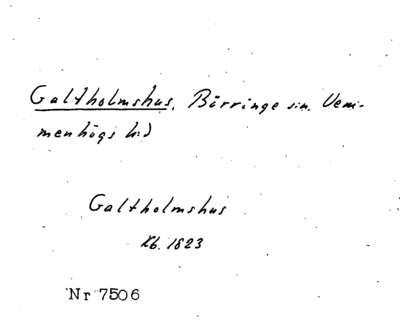 Galtholmshus, Börringe sn. Vem-
menhögs hd
Galtholmshus
Kb. 1823
Nr 7506